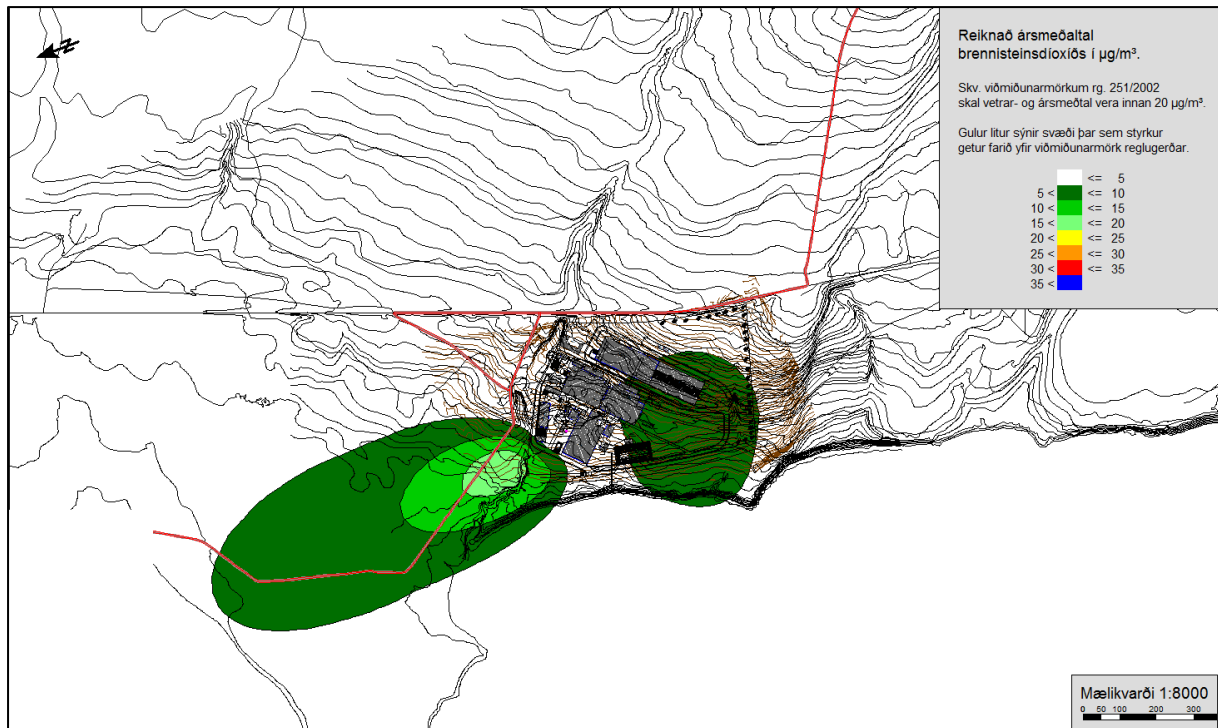 N
Reiknað ársmeðaltal
brennisteinsdíoxíðs í µg/m³.
Skv. viðmiðunarmörkum rg. 251/2002
skal vetrar- og ársmeðtal vera innan 20 µg/m³.
Gulur litur sýnir svæði þar sem styrkur
getur farið yfir viðmiðunarmörk reglugerðar.
<= 5
5 < <= 10
10 < <= 15
15 < <= 20
20 < <= 25
25 < <= 30
30 < <= 35
35 <
Mælikvarði 1:8000
0 50 100 200 300